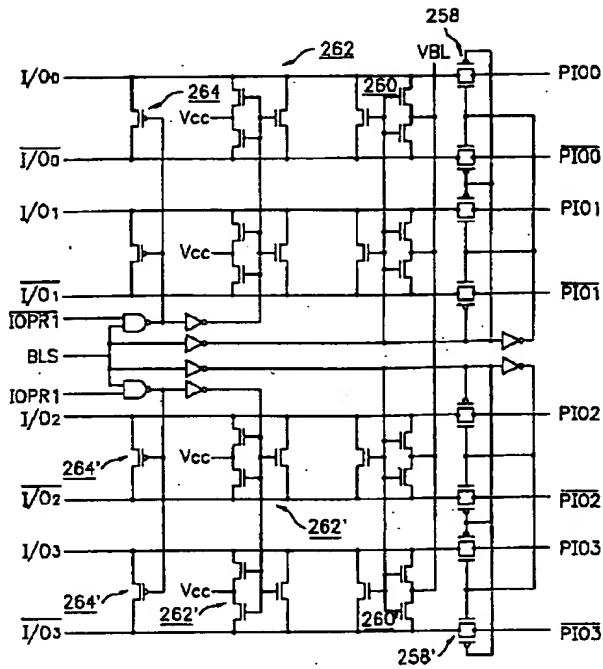 258
262
VBL
I/O0
264
260
PIO0
Vcc
I/O0
PIO0
I/O1
PIO1
Vcc
I/O1
PIO1
IOPR1
BLS
IOPR1
I/O2
PIO2
264'
Vcc
I/O2
PIO2
262'
I/O3
PIO3
264'
Vcc
262'
260'
I/O3
PIO3
258'